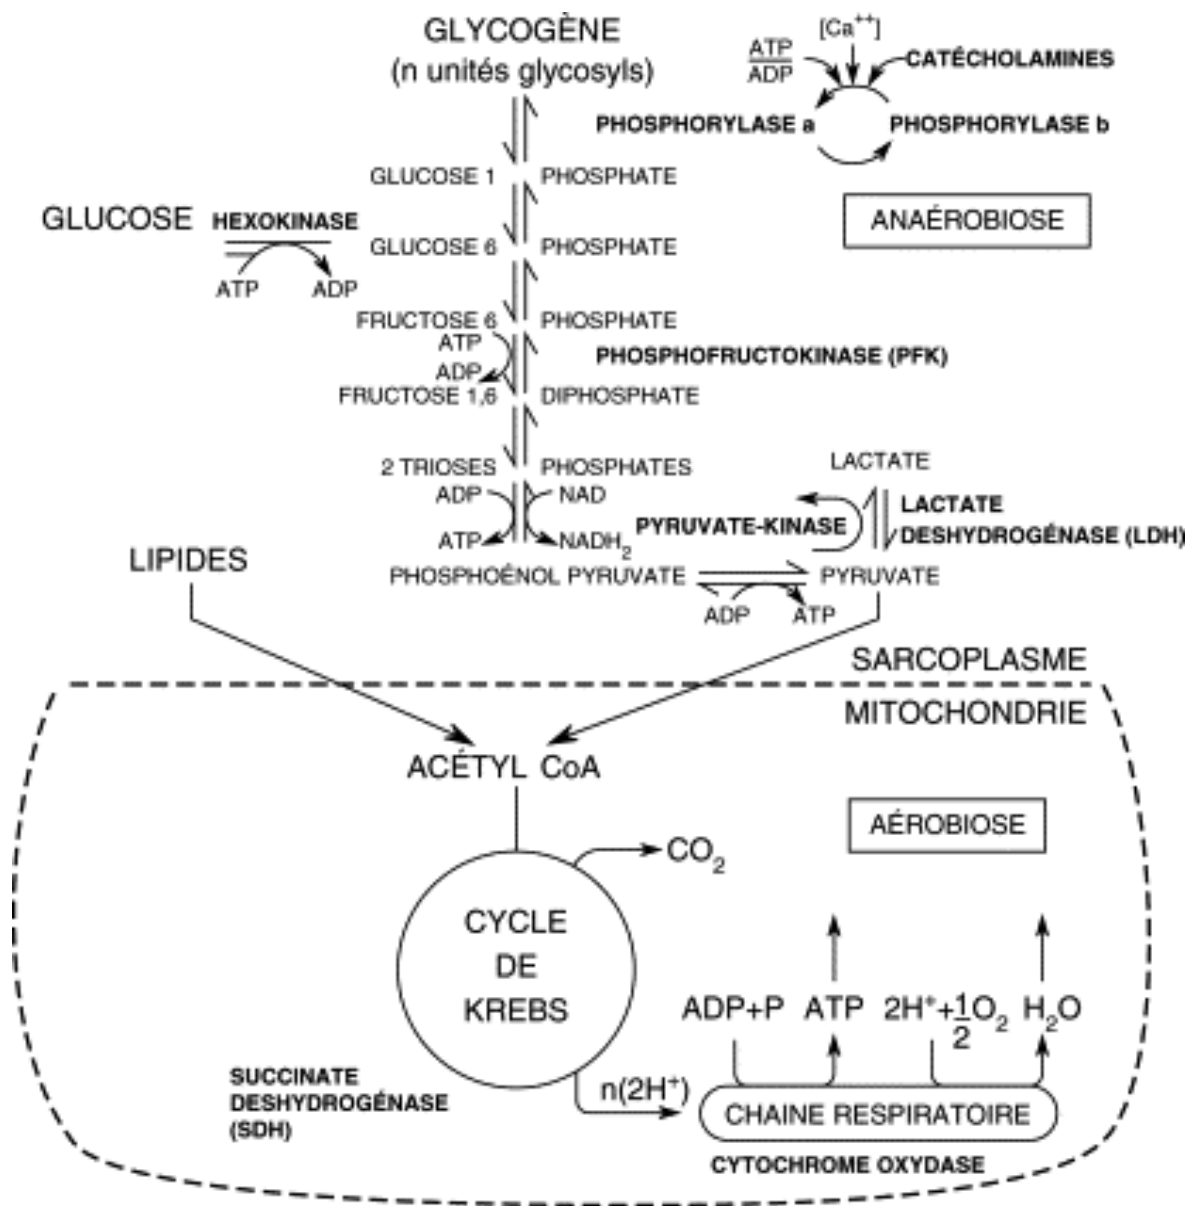 GLYCOGÈNE
(n unités glycosyls)
[Ca++]
ATP
ADP
CATÉCHOLAMINES
PHOSPHORYLASE a
PHOSPHORYLASE b
GLUCOSE 1 PHOSPHATE
GLUCOSE
HEXOKINASE
ANAÉROBIOSE
GLUCOSE 6 PHOSPHATE
ATP
ADP
FRUCTOSE 6 PHOSPHATE
ATP
ADP
PHOSPHOFRUCTOKINASE (PFK)
FRUCTOSE 1,6 DIPHOSPHATE
2 TRIOSES PHOSPHATES
LACTATE
ADP
NAD
ATP
NADH2
PYRUVATE-KINASE
LACTATE
DESHYDROGÉNASE (LDH)
LIPIDES
PHOSPHOÉNOL PYRUVATE
PYRUVATE
ADP
ATP
SARCOPLASME
MITOCHONDRIE
ACÉTYL CoA
AÉROBIOSE
CO2
CYCLE
DE
KREBS
ADP+P
ATP
2H++1/2O2
H2O
SUCCINATE
DESHYDROGÉNASE
(SDH)
n(2H+)
CHAINE RESPIRATOIRE
CYTOCHROME OXYDASE